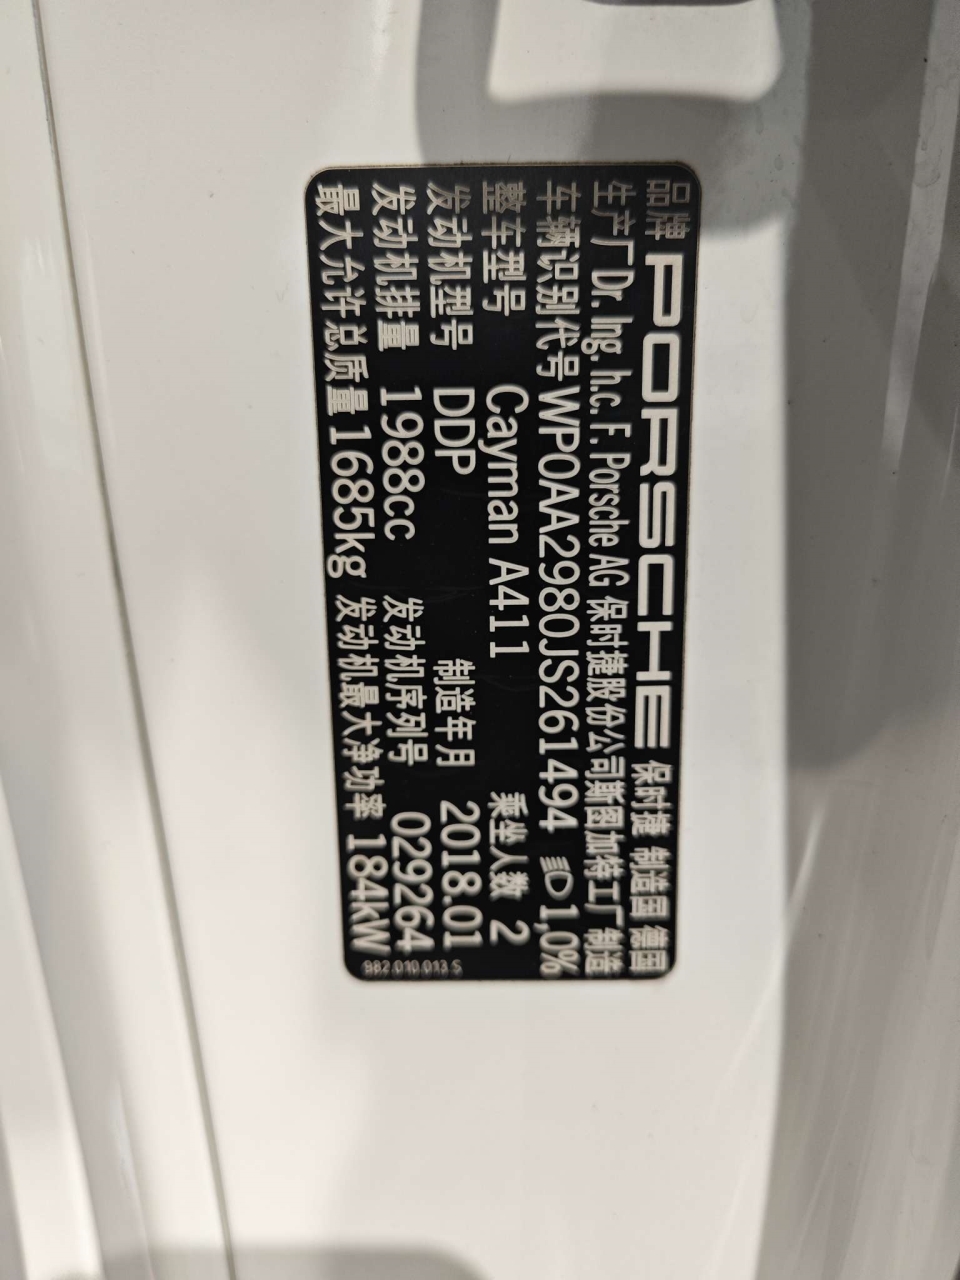 品牌 PORSCHE 保时捷 制造国 德国
生产厂Dr. Ing. h.c. F. Porsche AG 保时捷股份公司斯图加特工厂 制造
车辆识别代号 WP0AA2980JS261494 1,0%
整车型号 Cayman A411 乘坐人数 2
发动机型号 DDP 制造年月 2018.01
发动机排量 1988cc 发动机序列号 029264
最大允许总质量 1685kg 发动机最大净功率 184kW
982.010.013.S